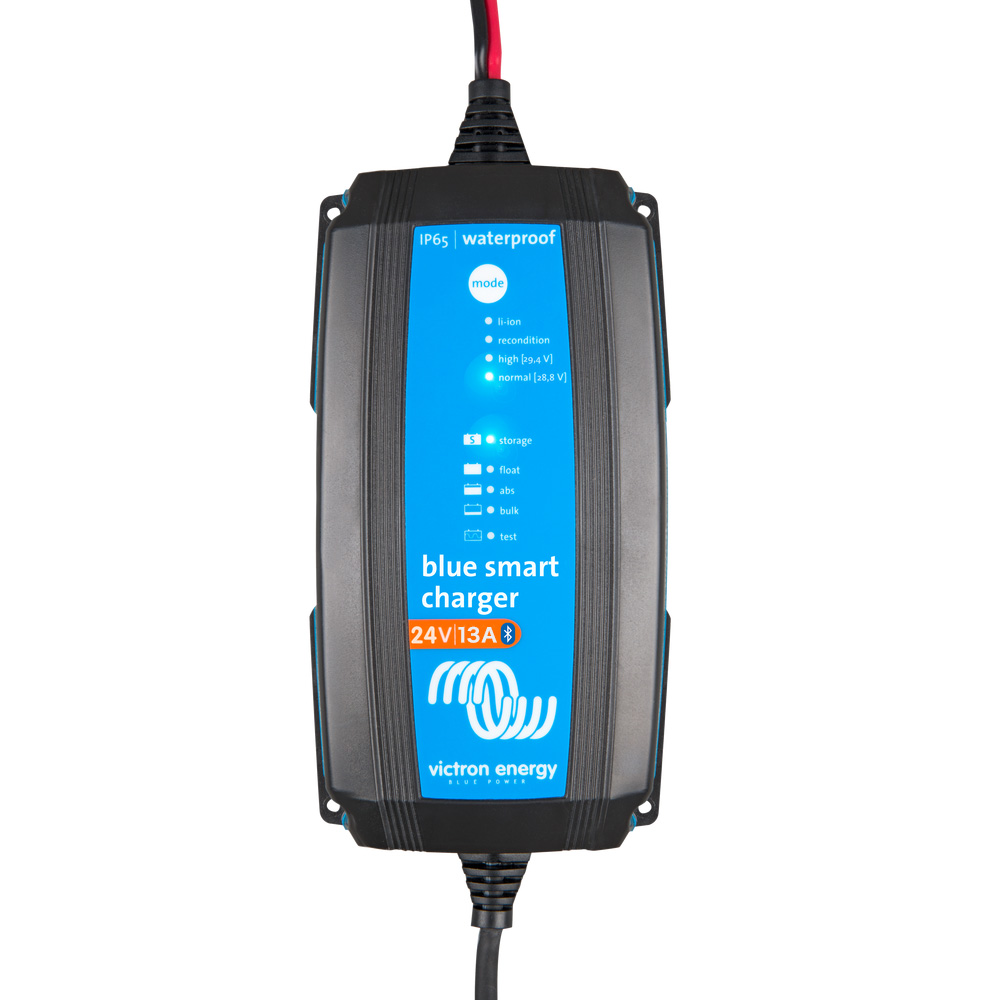 IP65 | waterproof
mode
li-ion
recondition
high [29,4 V]
normal [28,8 V]
S storage
float
abs
bulk
test
blue smart
charger
24V|13A
victron energy
BLUE POWER